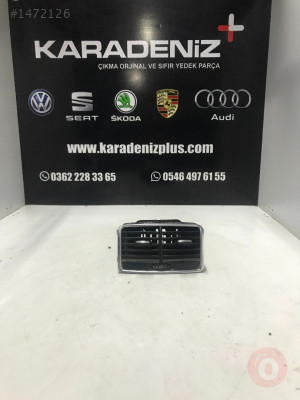 #1472126
KARADENİZ+
ÇIKMA ORJİNAL VE SIFIR YEDEK PARÇA
SEAT ŠKODA PORSCHE Audi
www.karadenizplus.com
0362 228 33 65 0546 497 61 55